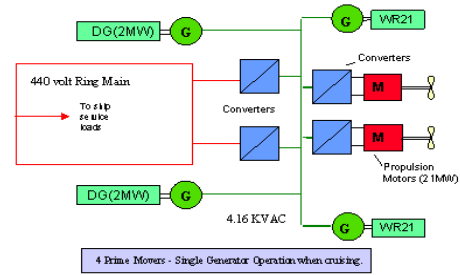 DG(2MW)
G
G
WR21
440 volt Ring Main
To ship
service
loads
Converters
Converters
M
M
Propulsion
Motors (21MW)
DG(2MW)
G
4.16 KVAC
G
WR21
4 Prime Movers - Single Generator Operation when cruising.